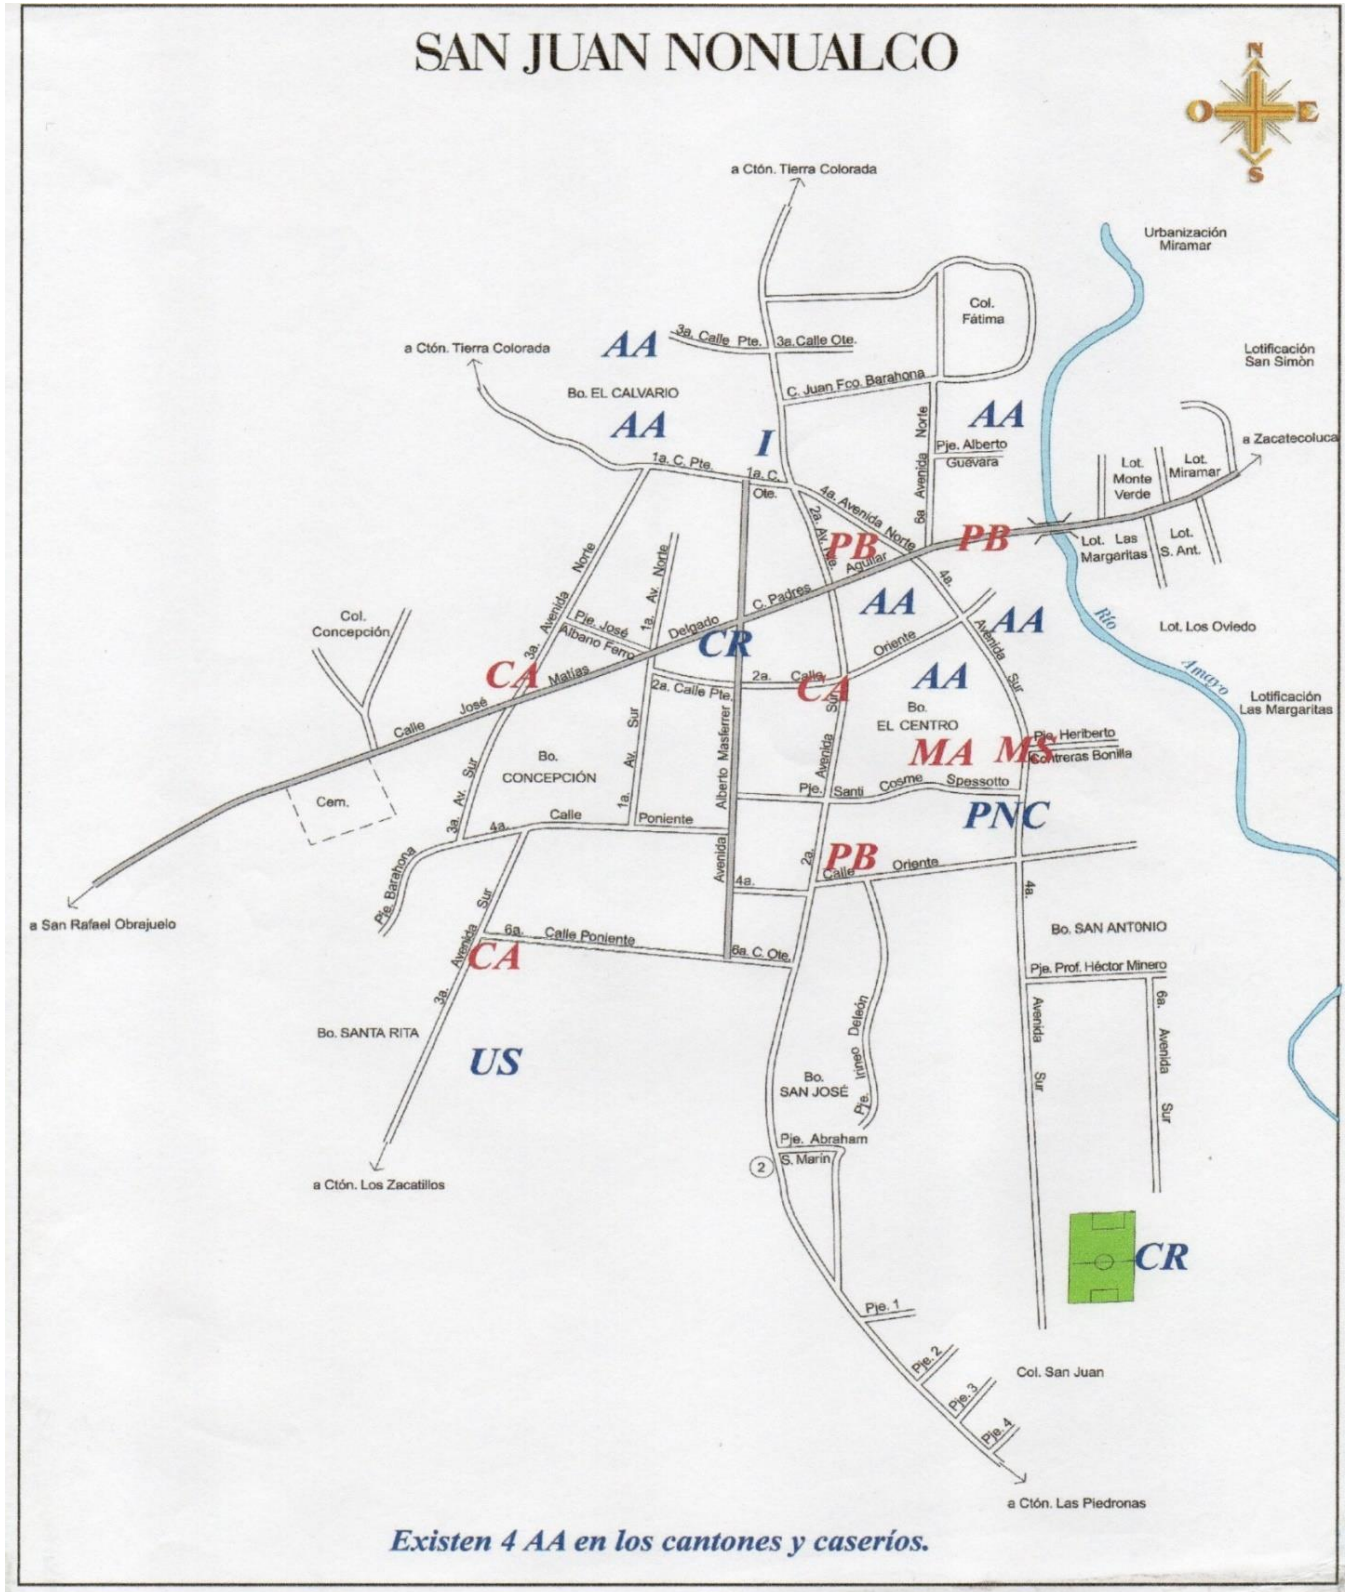 SAN JUAN NONUALCO
N
O
E
S
a Ctón. Tierra Colorada
Urbanización
Miramar
Col.
Fátima
a Ctón. Tierra Colorada
AA
3a. Calle Pte.
3a. Calle Ote.
Lotificación
San Simòn
Bo. EL CALVARIO
C. Juan Fco. Barahona
AA
AA
I
6a Avenida Norte
Pje. Alberto
Guevara
a Zacatecoluca
Lot.
Monte
Verde
Lot.
Miramar
1a. C. Pte.
1a. C.
Ote.
4a. Avenida Norte
2a. Av. Nte.
PB
PB
Lot. Las
Margaritas
Lot.
S. Ant.
3a. Avenida Norte
1a. Av. Norte
C. Padres Aguilar
4a. Avenida Sur
AA
AA
Río Amayo
Lot. Los Oviedo
Col.
Concepción
Pje. José
Albano Ferro
Calle José Matías Delgado
CR
Oriente
CA
2a. Calle Pte.
2a. Calle
CA
AA
Lotificación
Las Margaritas
Bo.
EL CENTRO
MA
MS
Pje. Heriberto
Contreras Bonilla
Bo.
CONCEPCIÓN
3a. Av. Sur
1a. Av. Sur
Avenida Alberto Masferrer
2a. Avenida Sur
Pje. Santi Cosme Spessotto
Cem.
PNC
4a. Calle Poniente
Pje. Barahona
PB
4a.
Calle Oriente
4a.
a San Rafael Obrajuelo
3a. Avenida Sur
6a. Calle Poniente
6a. C. Ote.
CA
Bo. SAN ANTONIO
Pje. Prof. Héctor Minero
Avenida Sur
6a. Avenida Sur
Bo. SANTA RITA
US
Pje. Irineo Deleón
Bo.
SAN JOSÉ
Pje. Abraham
S. Marín
2
a Ctón. Los Zacatillos
CR
Pje. 1
Pje. 2
Pje. 3
Pje. 4
Col. San Juan
a Ctón. Las Piedronas
Existen 4 AA en los cantones y caseríos.